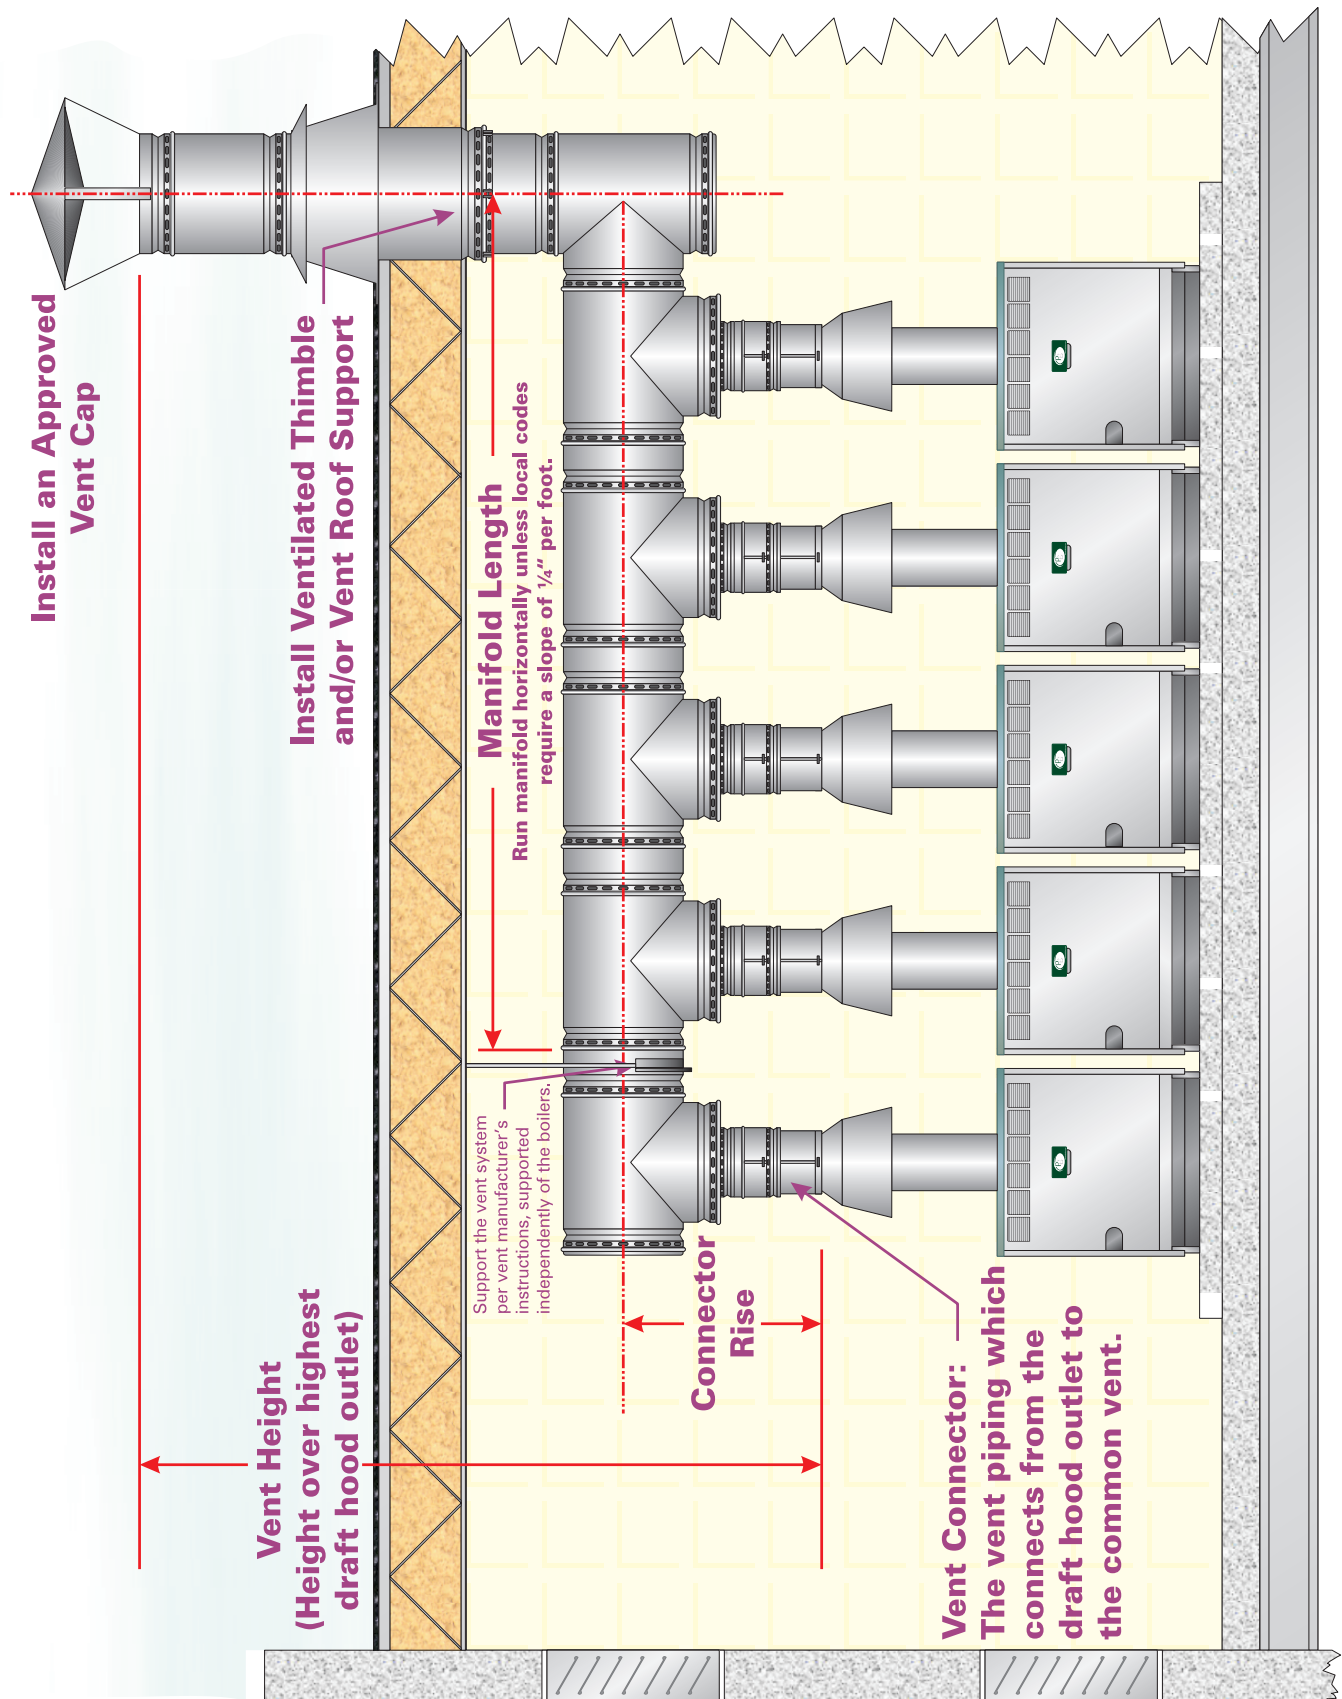 Install an Approved
Vent Cap
Install Ventilated Thimble
and/or Vent Roof Support
Manifold Length
Run manifold horizontally unless local codes
require a slope of ¼" per foot.
Support the vent system
per vent manufacturer's
instructions, supported
independently of the boilers.
Vent Height
(Height over highest
draft hood outlet)
Connector
Rise
Vent Connector:
The vent piping which
connects from the
draft hood outlet to
the common vent.